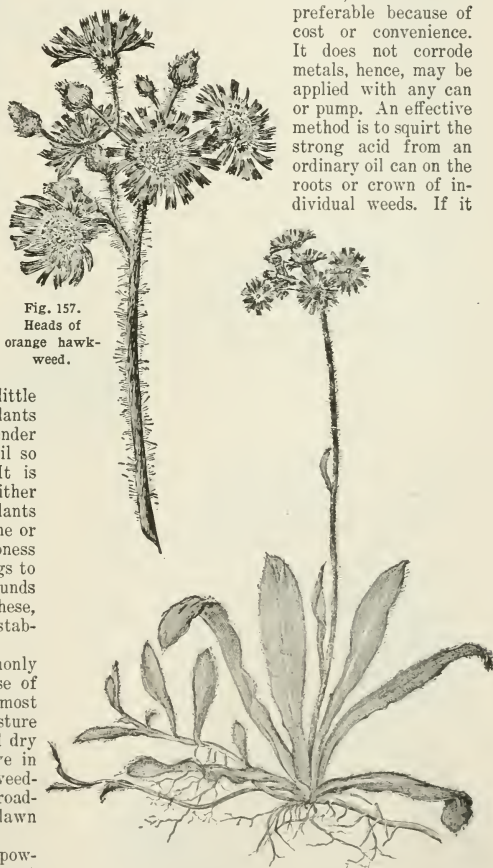 preferable because of
cost or convenience.
It does not corrode
metals, hence, may be
applied with any can
or pump. An effective
method is to squirt the
strong acid from an
ordinary oil can on the
roots or crown of in-
dividual weeds. If it
Fig. 157.
Heads of
orange hawk-
weed.
little
lants
nder
il so
It is
ither
lants
ne or
oness
gs to
unds
hese,
stab-
nonly
se of
most
sture
l dry
ve in
veed-
road-
lawn
pow-